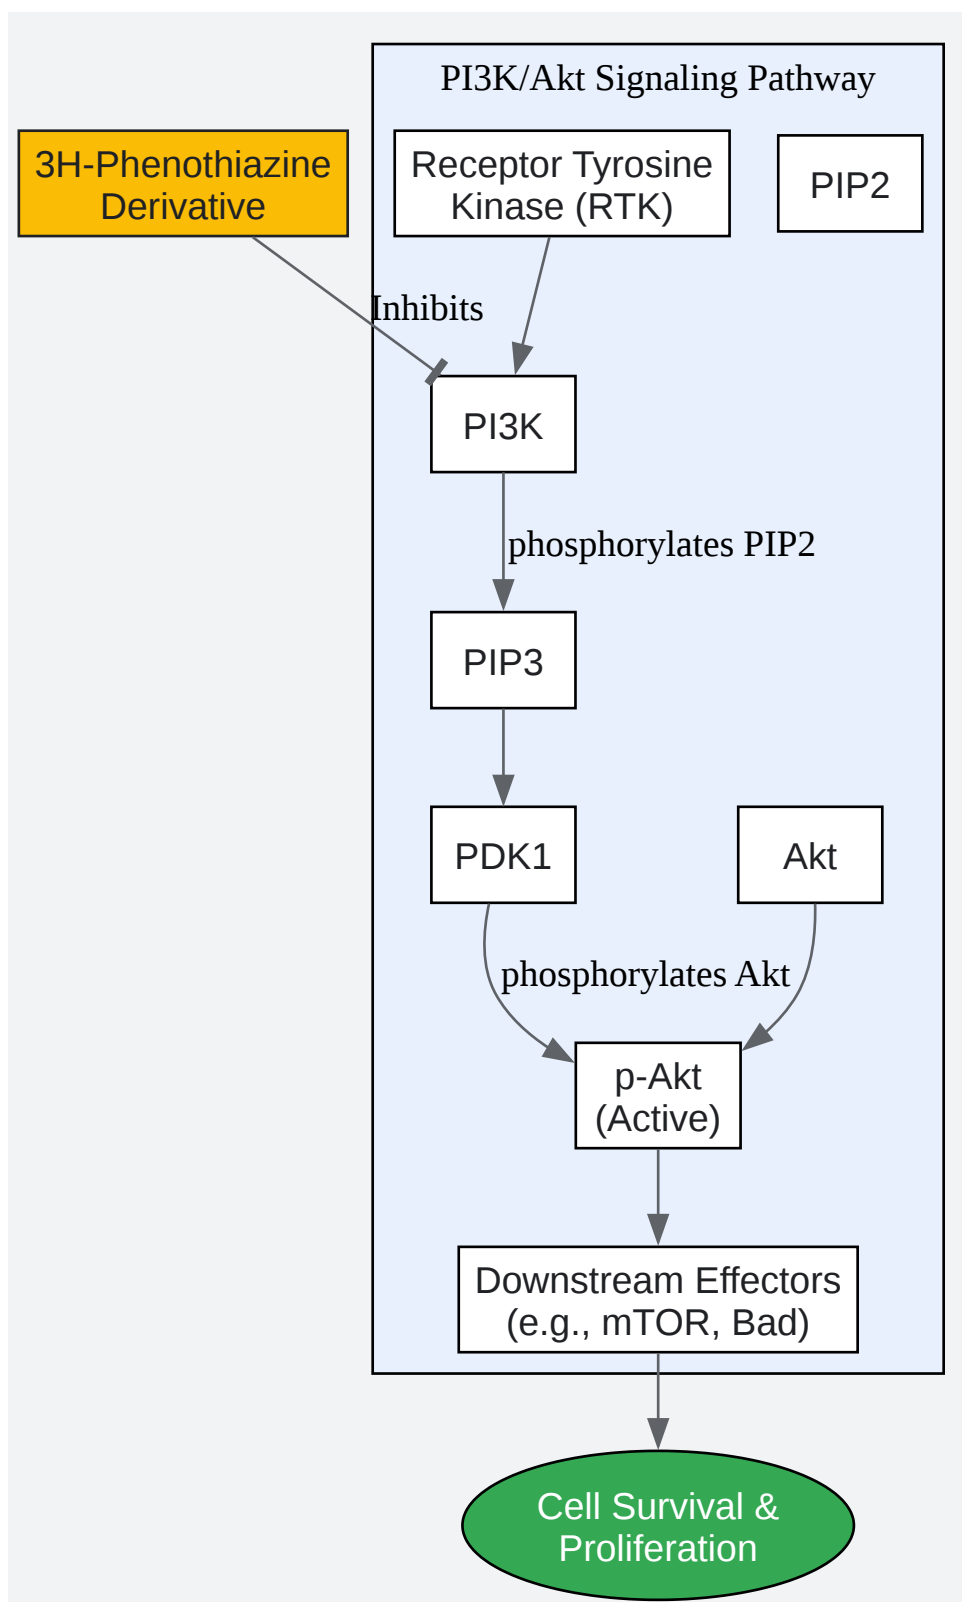 PI3K/Akt Signaling Pathway
3H-Phenothiazine
Derivative
Receptor Tyrosine
Kinase (RTK)
PIP2
Inhibits
PI3K
phosphorylates PIP2
PIP3
PDK1
Akt
phosphorylates Akt
p-Akt
(Active)
Downstream Effectors
(e.g., mTOR, Bad)
Cell Survival &
Proliferation